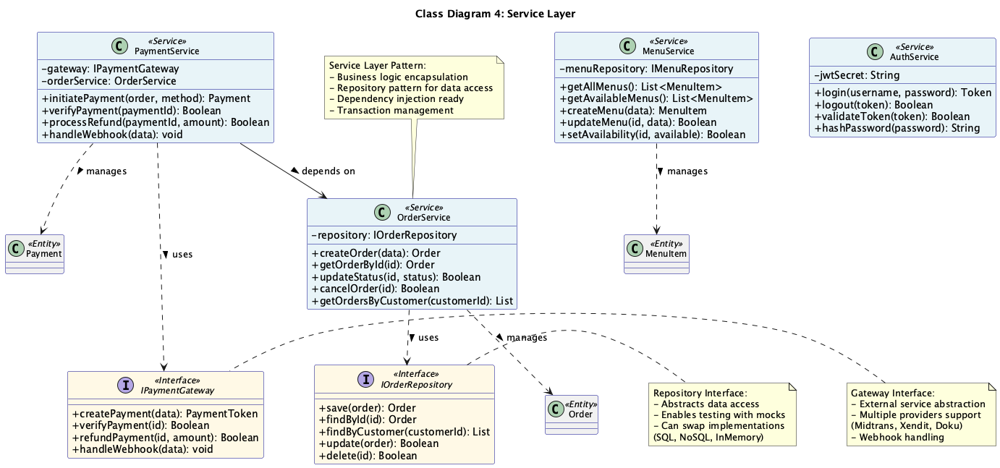 Class Diagram 4: Service Layer
C
«Service»
PaymentService
-gateway: IPaymentGateway
-orderService: OrderService
+initiatePayment(order, method): Payment
+verifyPayment(paymentId): Boolean
+processRefund(paymentId, amount): Boolean
+handleWebhook(data): void
Service Layer Pattern:
- Business logic encapsulation
- Repository pattern for data access
- Dependency injection ready
- Transaction management
C
«Service»
MenuService
-menuRepository: IMenuRepository
+getAllMenus(): List<MenuItem>
+getAvailableMenus(): List<MenuItem>
+createMenu(data): MenuItem
+updateMenu(id, data): Boolean
+setAvailability(id, available): Boolean
C
«Service»
AuthService
-jwtSecret: String
+login(username, password): Token
+logout(token): Boolean
+validateToken(token): Boolean
+hashPassword(password): String
manages
depends on
manages
C
«Service»
OrderService
-repository: IOrderRepository
+createOrder(data): Order
+getOrderById(id): Order
+updateStatus(id, status): Boolean
+cancelOrder(id): Boolean
+getOrdersByCustomer(customerId): List
C
«Entity»
Payment
uses
C
«Entity»
MenuItem
uses
manages
I
«Interface»
IPaymentGateway
+createPayment(data): PaymentToken
+verifyPayment(id): Boolean
+refundPayment(id, amount): Boolean
+handleWebhook(data): void
I
«Interface»
IOrderRepository
+save(order): Order
+findById(id): Order
+findByCustomer(customerId): List
+update(order): Boolean
+delete(id): Boolean
C
«Entity»
Order
Repository Interface:
- Abstracts data access
- Enables testing with mocks
- Can swap implementations
(SQL, NoSQL, InMemory)
Gateway Interface:
- External service abstraction
- Multiple providers support
(Midtrans, Xendit, Doku)
- Webhook handling